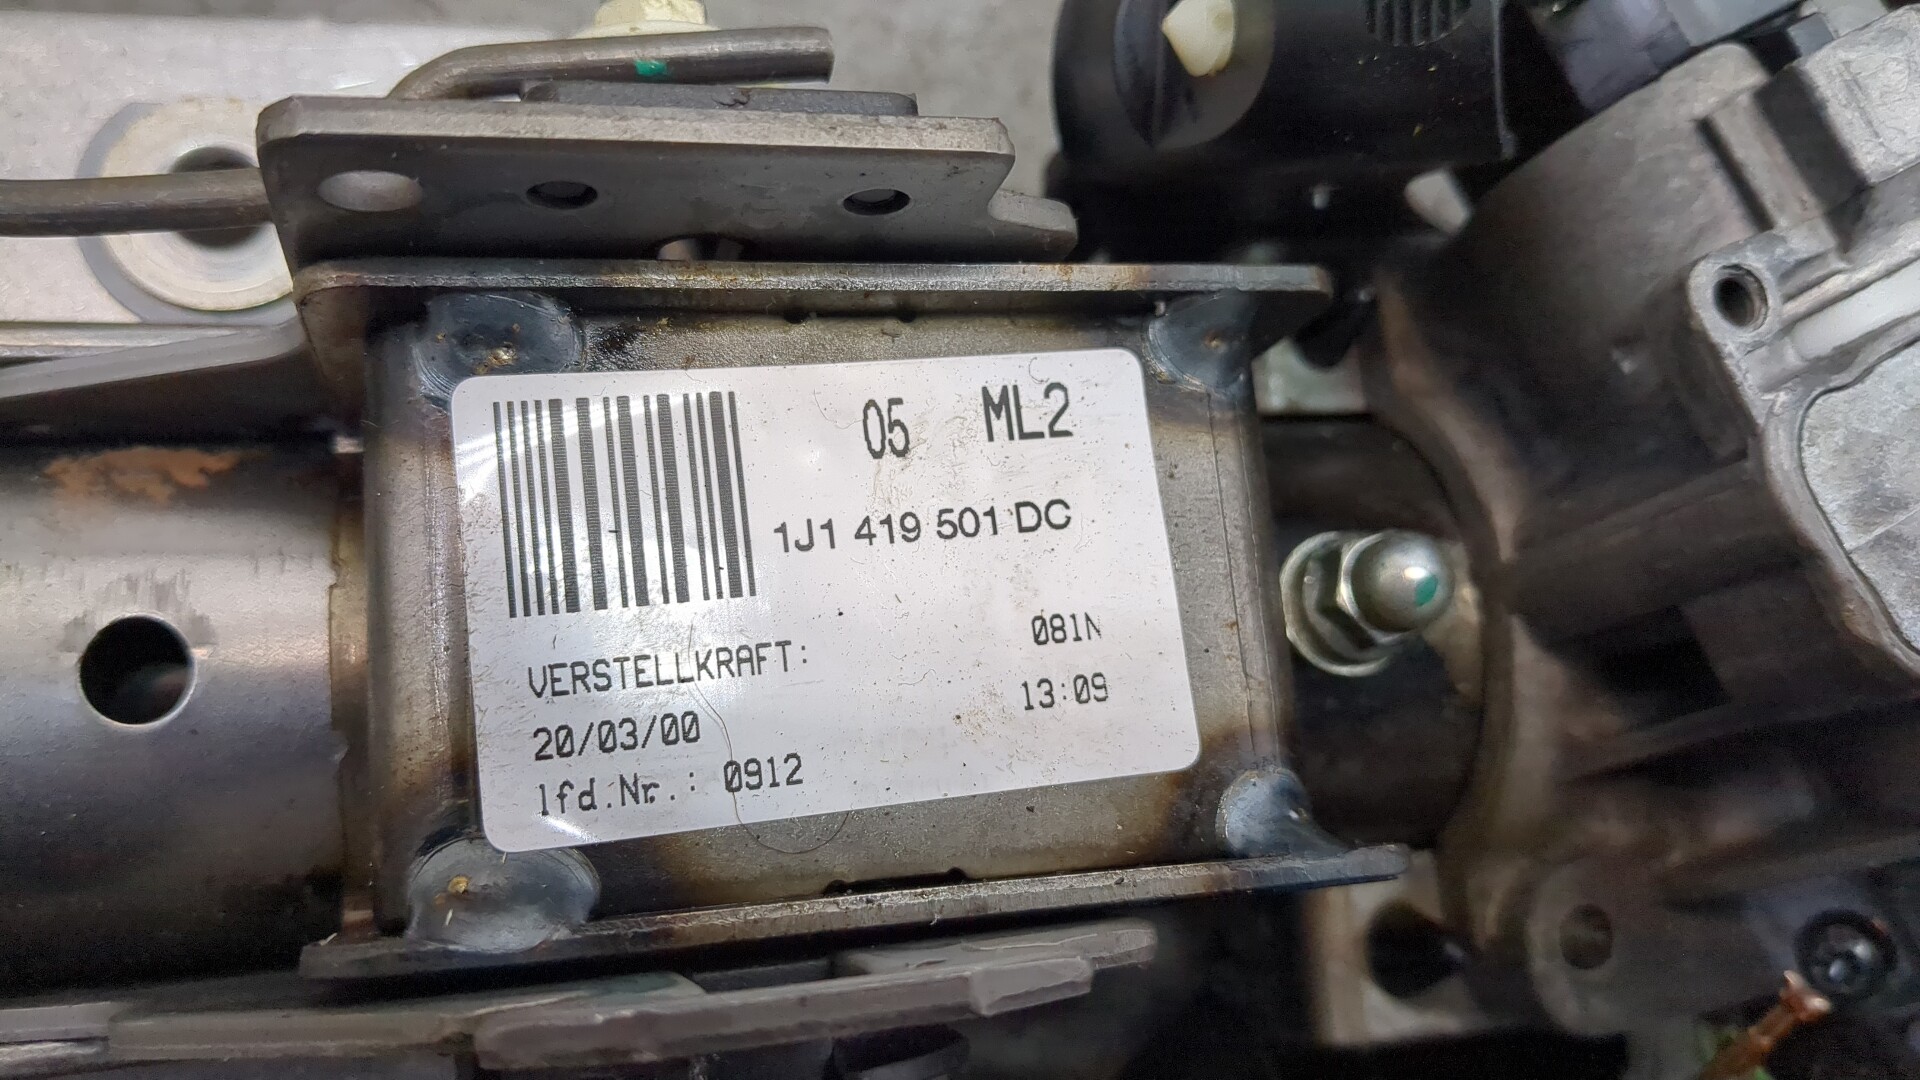 05 ML2
1J1 419 501 DC
081N
VERSTELLKRAFT:
13:09
20/03/00
lfd.Nr.: 0912